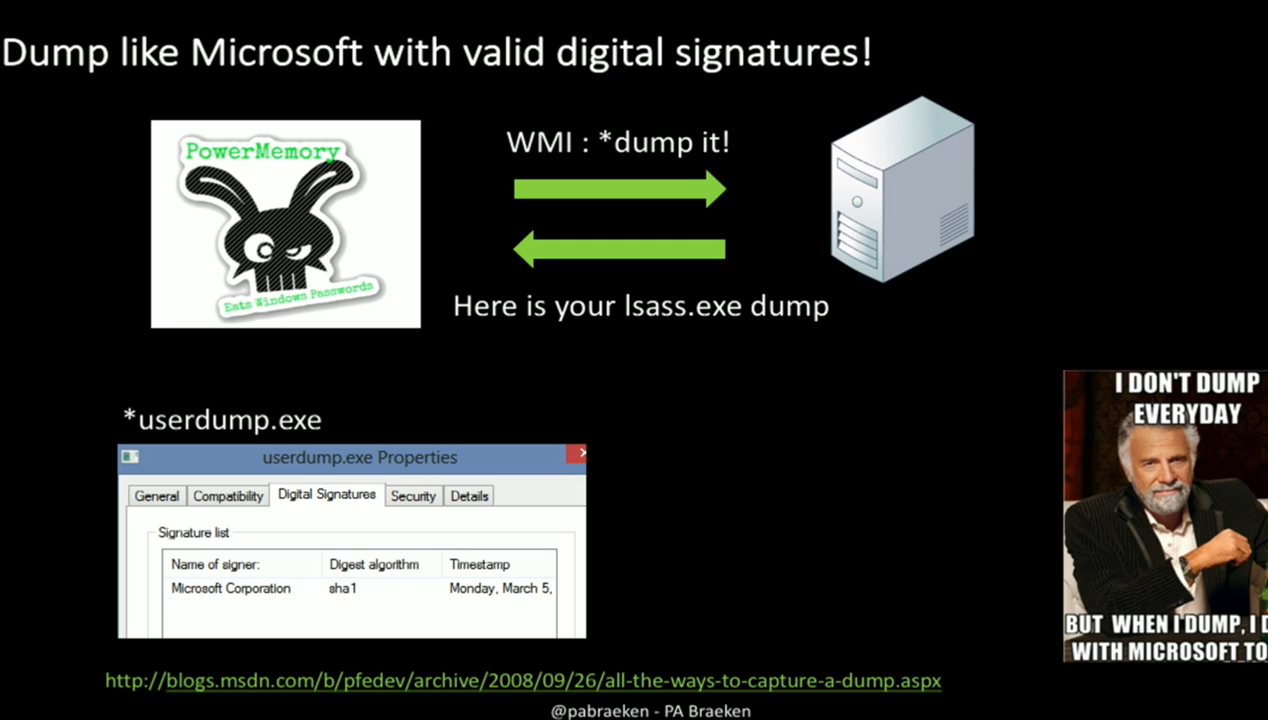 Dump like Microsoft with valid digital signatures!
PowerMemory
Eats Windows Passwords
WMI : *dump it!
Here is your lsass.exe dump
*userdump.exe
userdump.exe Properties
General Compatibility Digital Signatures Security Details
Signature list
Name of signer: Digest algorithm Timestamp
Microsoft Corporation sha1 Monday, March 5,
I DON'T DUMP
EVERYDAY
BUT WHEN I DUMP, I
WITH MICROSOFT
http://blogs.msdn.com/b/pfedev/archive/2008/09/26/all-the-ways-to-capture-a-dump.aspx
@pabraeken - PA Braeken